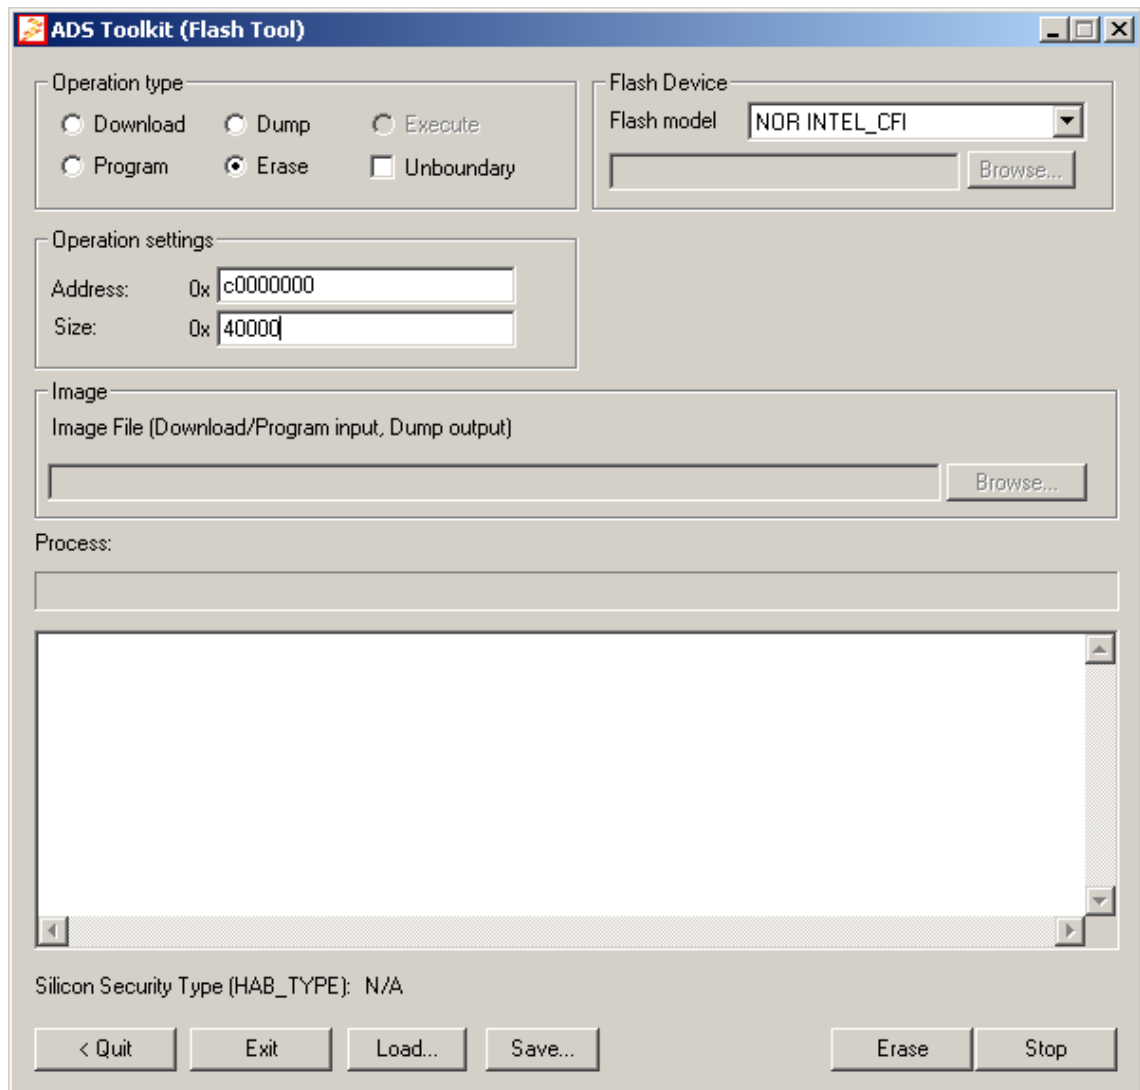 ADS Toolkit (Flash Tool)
Operation type
Download Dump Execute
Program Erase Unboundary
Flash Device
Flash model NOR INTEL_CFI
Browse...
Operation settings
Address: 0x c0000000
Size: 0x 40000
Image
Image File (Download/Program input, Dump output)
Browse...
Process:
Silicon Security Type (HAB_TYPE): N/A
< Quit Exit Load... Save... Erase Stop